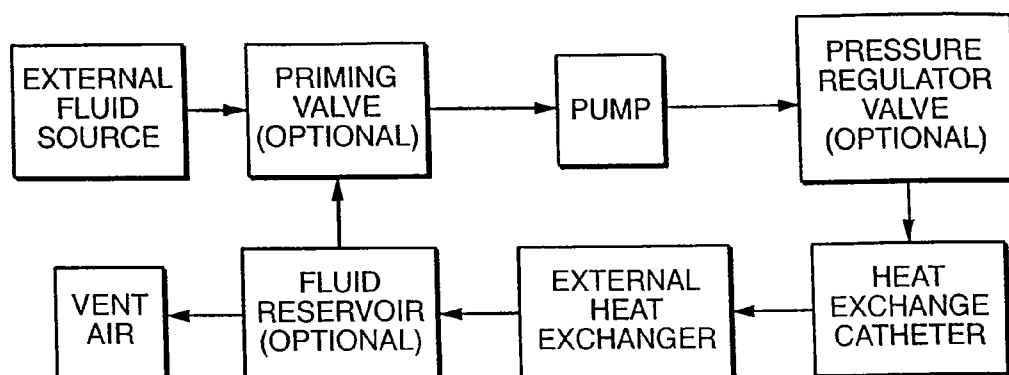 EXTERNAL
FLUID
SOURCE
PRIMING
VALVE
(OPTIONAL)
PUMP
PRESSURE
REGULATOR
VALVE
(OPTIONAL)
VENT
AIR
FLUID
RESERVOIR
(OPTIONAL)
EXTERNAL
HEAT
EXCHANGER
HEAT
EXCHANGE
CATHETER